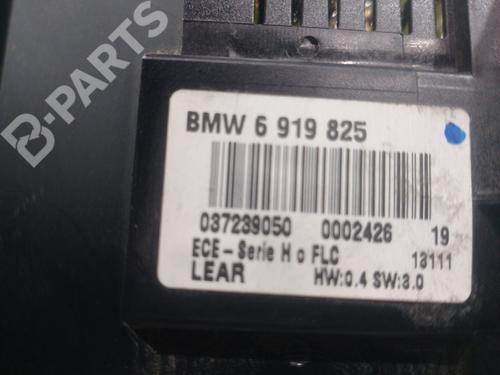 B-PARTS
BMW 6 919 825
037239050 0002426 19
ECE-Serie H o FLC 13111
LEAR HW:0.4 SW:3.0
B-PARTS